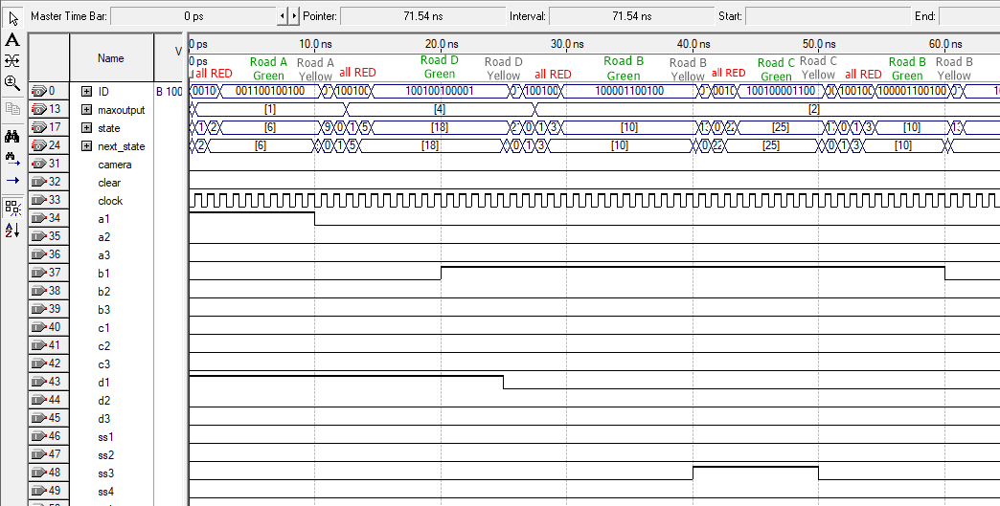 Master Time Bar: 0 ps Pointer: 71.54 ns Interval: 71.54 ns Start: End:
Name V
0 ps 10.0 ns 20.0 ns 30.0 ns 40.0 ns 50.0 ns 60.0 ns
0 ps
all RED Road A Green Road A Yellow all RED Road D Green Road D Yellow all RED Road B Green Road B Yellow all RED Road C Green Road C Yellow all RED Road B Green Road B Yellow
0 ID B 100 0010 001100100100 100100 100100100001 100100 100001100100 0010 100100001100 100100 100001100100
13 maxoutput [1] [4] [2]
17 state 1 2 [6] 9 0 1 5 [18] 0 1 3 [10] 0 22 [25] 0 1 3 [10]
24 next_state 2 [6] 0 1 5 [18] 0 1 3 [10] 0 22 [25] 0 1 3 [10]
31 camera
32 clear
33 clock
34 a1
35 a2
36 a3
37 b1
38 b2
39 b3
40 c1
41 c2
42 c3
43 d1
44 d2
45 d3
46 ss1
47 ss2
48 ss3
49 ss4